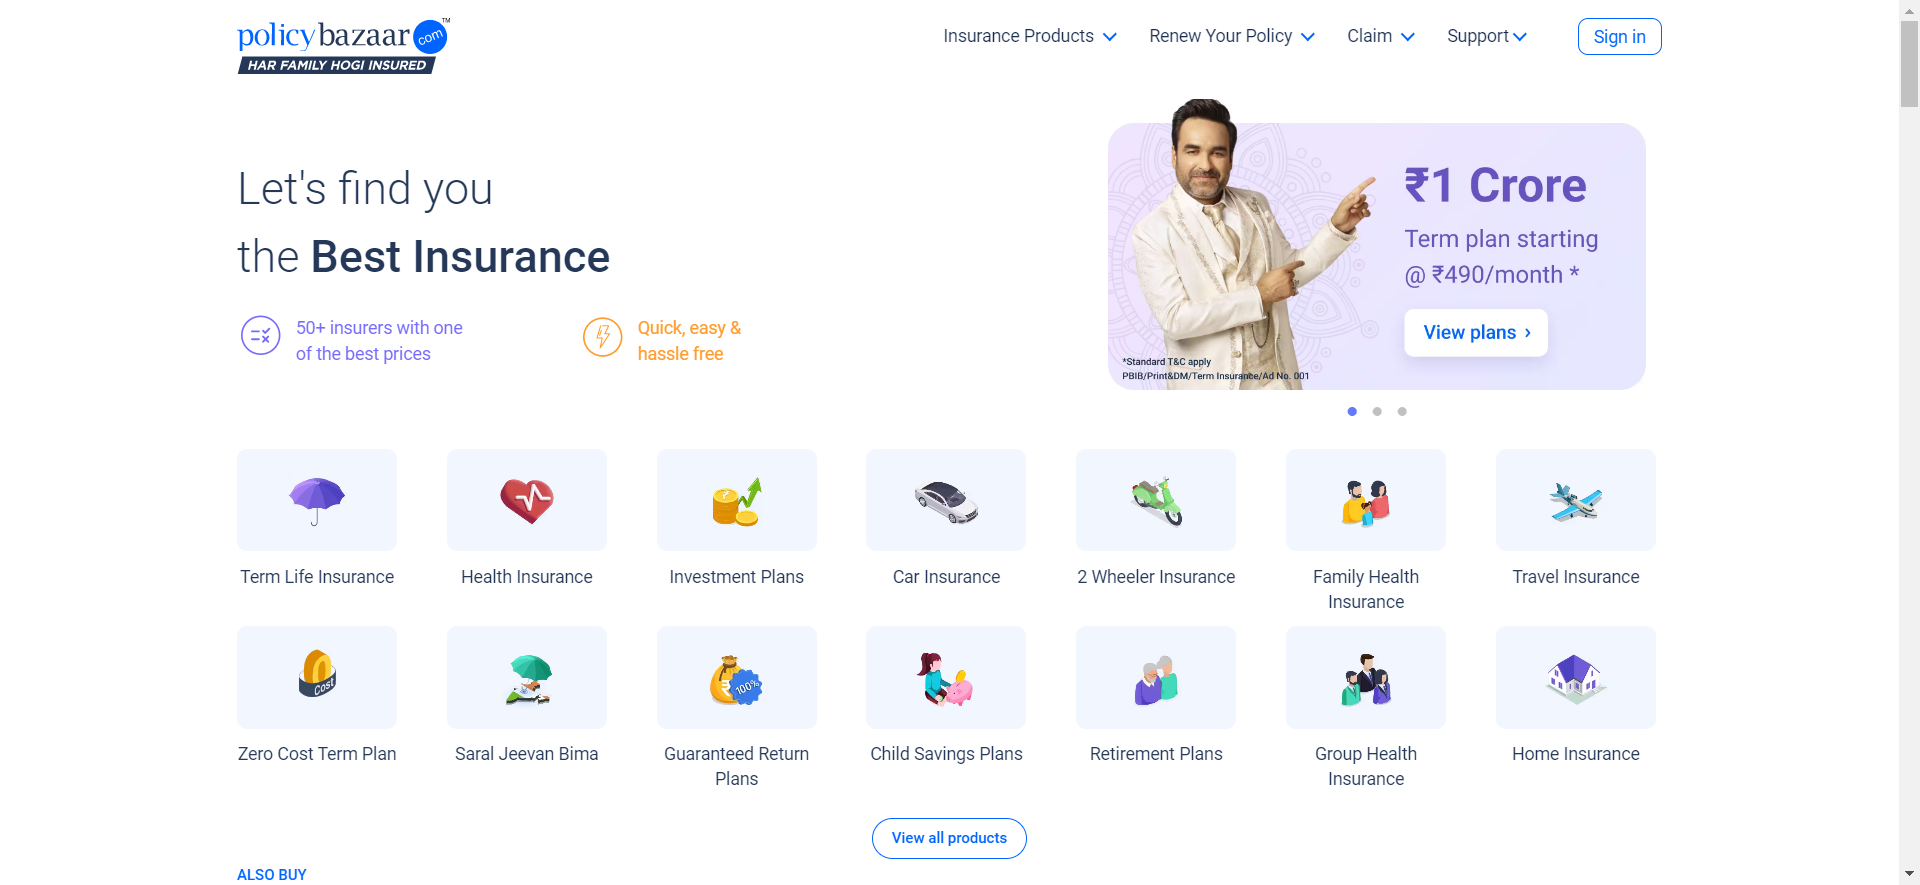 policybazaar.com™
HAR FAMILY HOGI INSURED
Insurance Products
Renew Your Policy
Claim
Support
Sign in
Let's find you
the Best Insurance
50+ insurers with one
of the best prices
Quick, easy &
hassle free
₹1 Crore
Term plan starting
@ ₹490/month *
View plans ›
*Standard T&C apply
PBIB/Print&DM/Term Insurance/Ad No. 001
Term Life Insurance
Health Insurance
Investment Plans
Car Insurance
2 Wheeler Insurance
Family Health
Insurance
Travel Insurance
Cost
Zero Cost Term Plan
Saral Jeevan Bima
₹
100%
Guaranteed Return
Plans
Child Savings Plans
Retirement Plans
Group Health
Insurance
Home Insurance
View all products
ALSO BUY